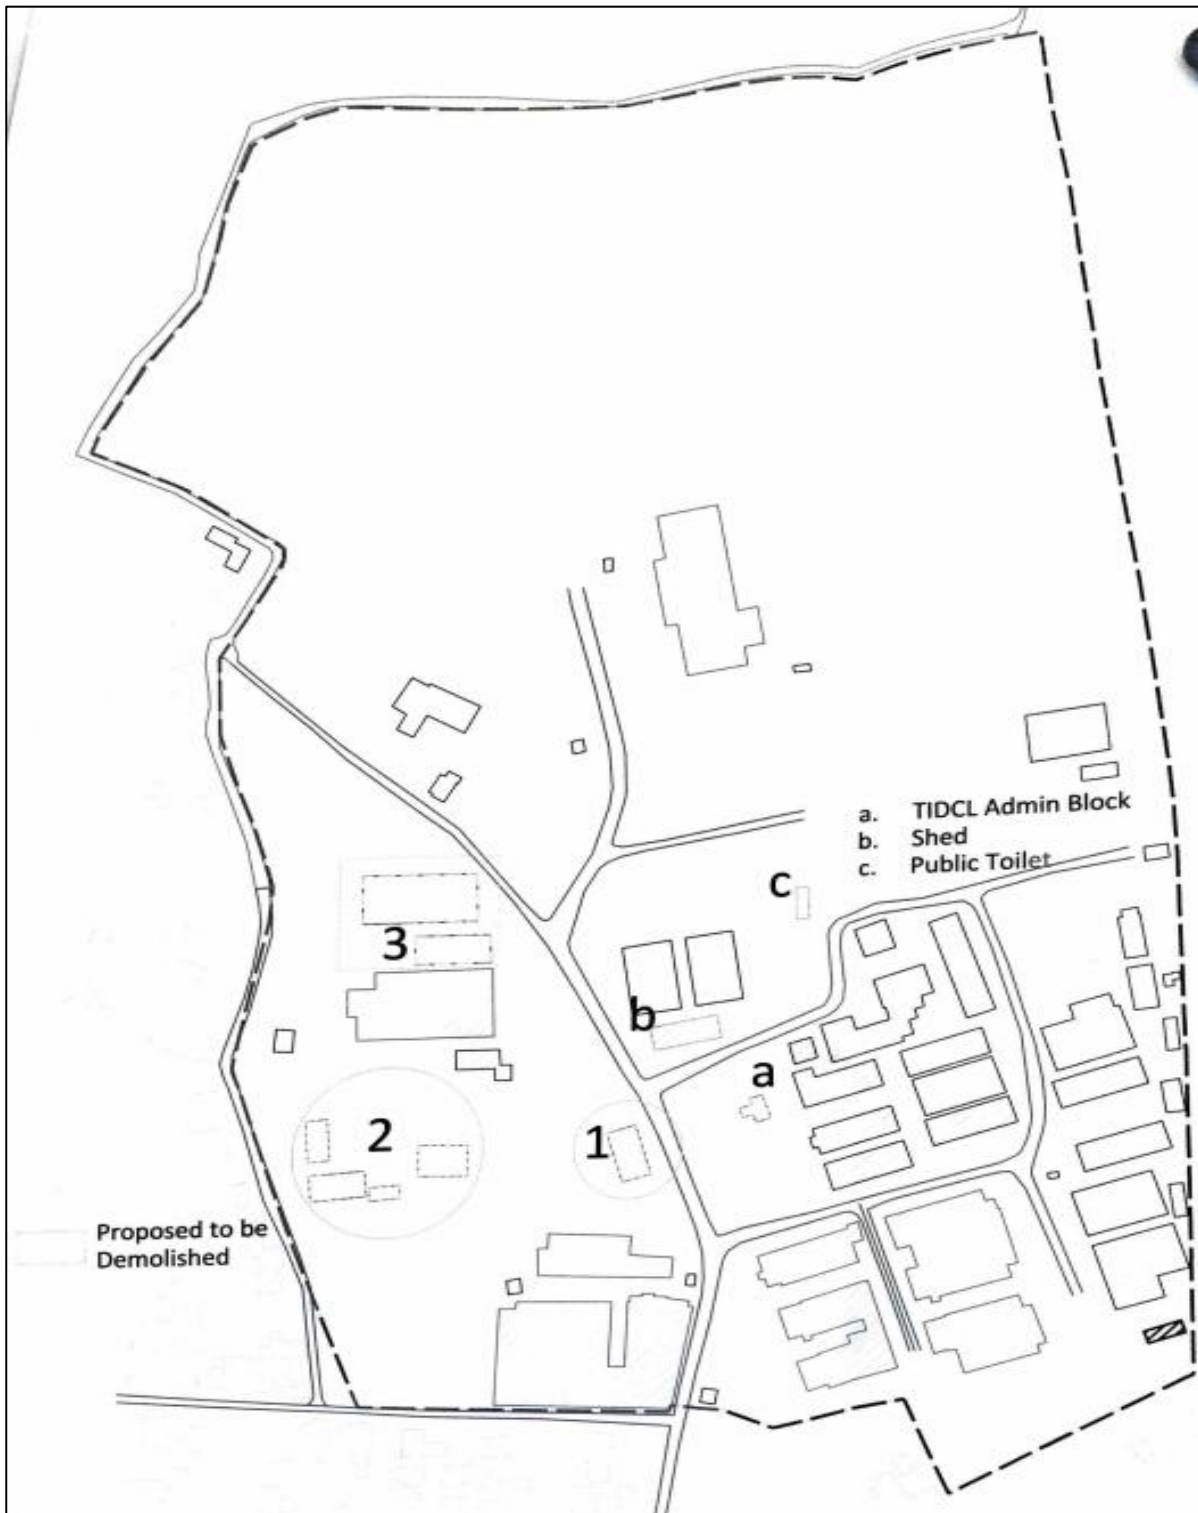 a. TIDCL Admin Block
b. Shed
c. Public Toilet
c
3
b
a
2
1
Proposed to be
Demolished